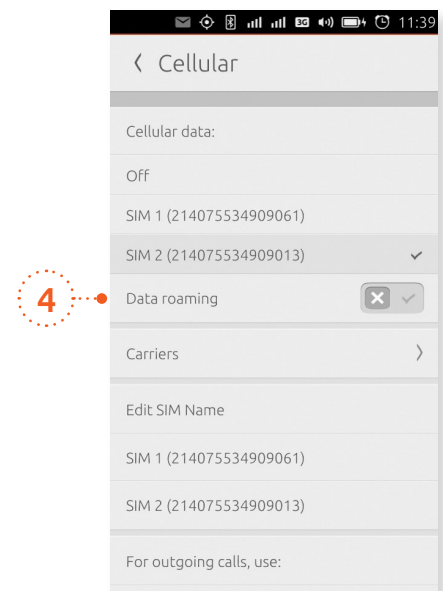 3G 11:39
Cellular
Cellular data:
Off
SIM 1 (214075534909061)
SIM 2 (214075534909013)
4 Data roaming
Carriers
Edit SIM Name
SIM 1 (214075534909061)
SIM 2 (214075534909013)
For outgoing calls, use: